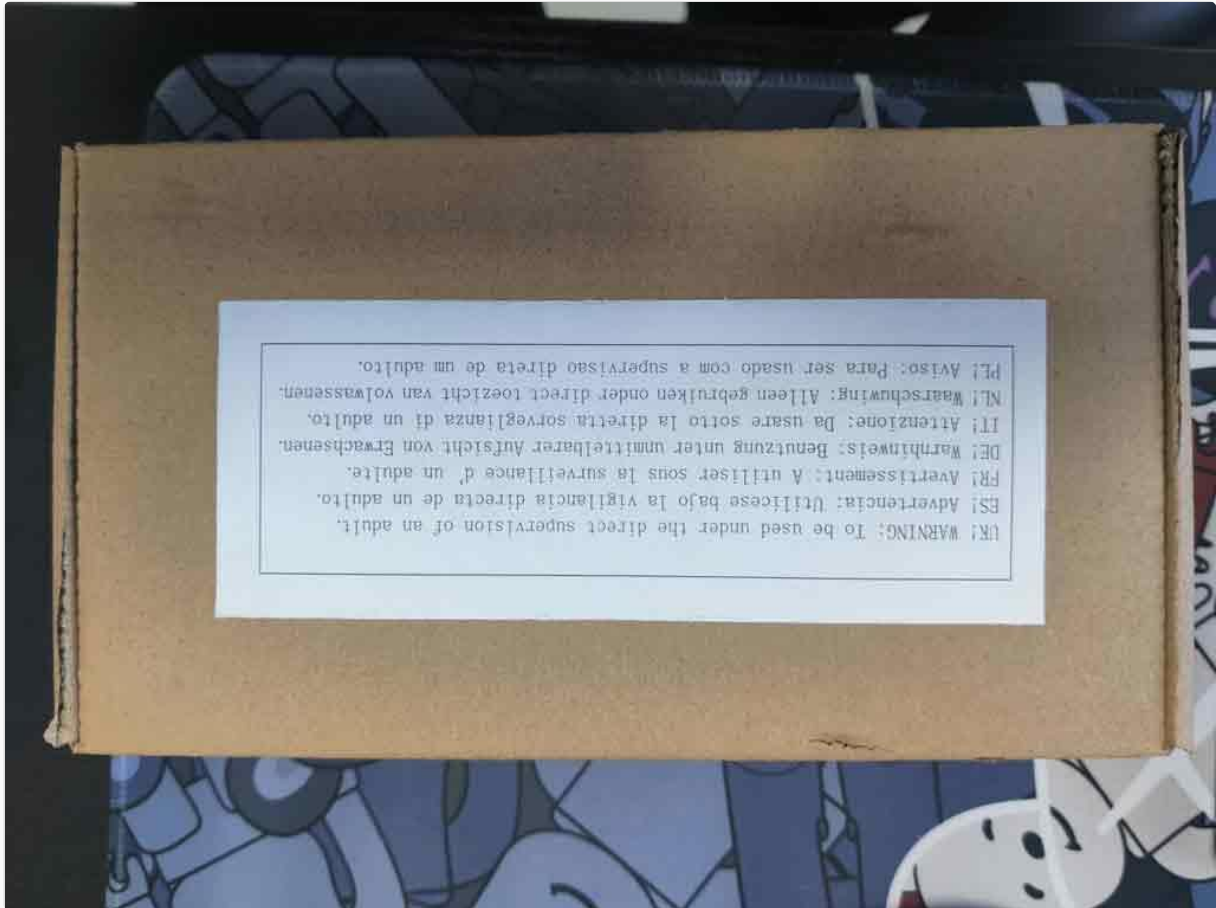 UK! WARNING: To be used under the direct supervision of an adult.
ES! Advertencia: Utilicese bajo la vigilancia directa de un adulto.
FR! Avertissement: A utiliser sous la surveillance d' un adulte.
DE! Warnhinweis: Benutzung unter unmittelbarer Aufsicht von Erwachsenen.
IT! Attenzione: Da usare sotto la diretta sorveglianza di un adulto.
NL! Waarschuwing: Alleen gebruiken onder direct toezicht van volwassenen.
PL! Aviso: Para ser usado com a supervisao direta de um adulto.